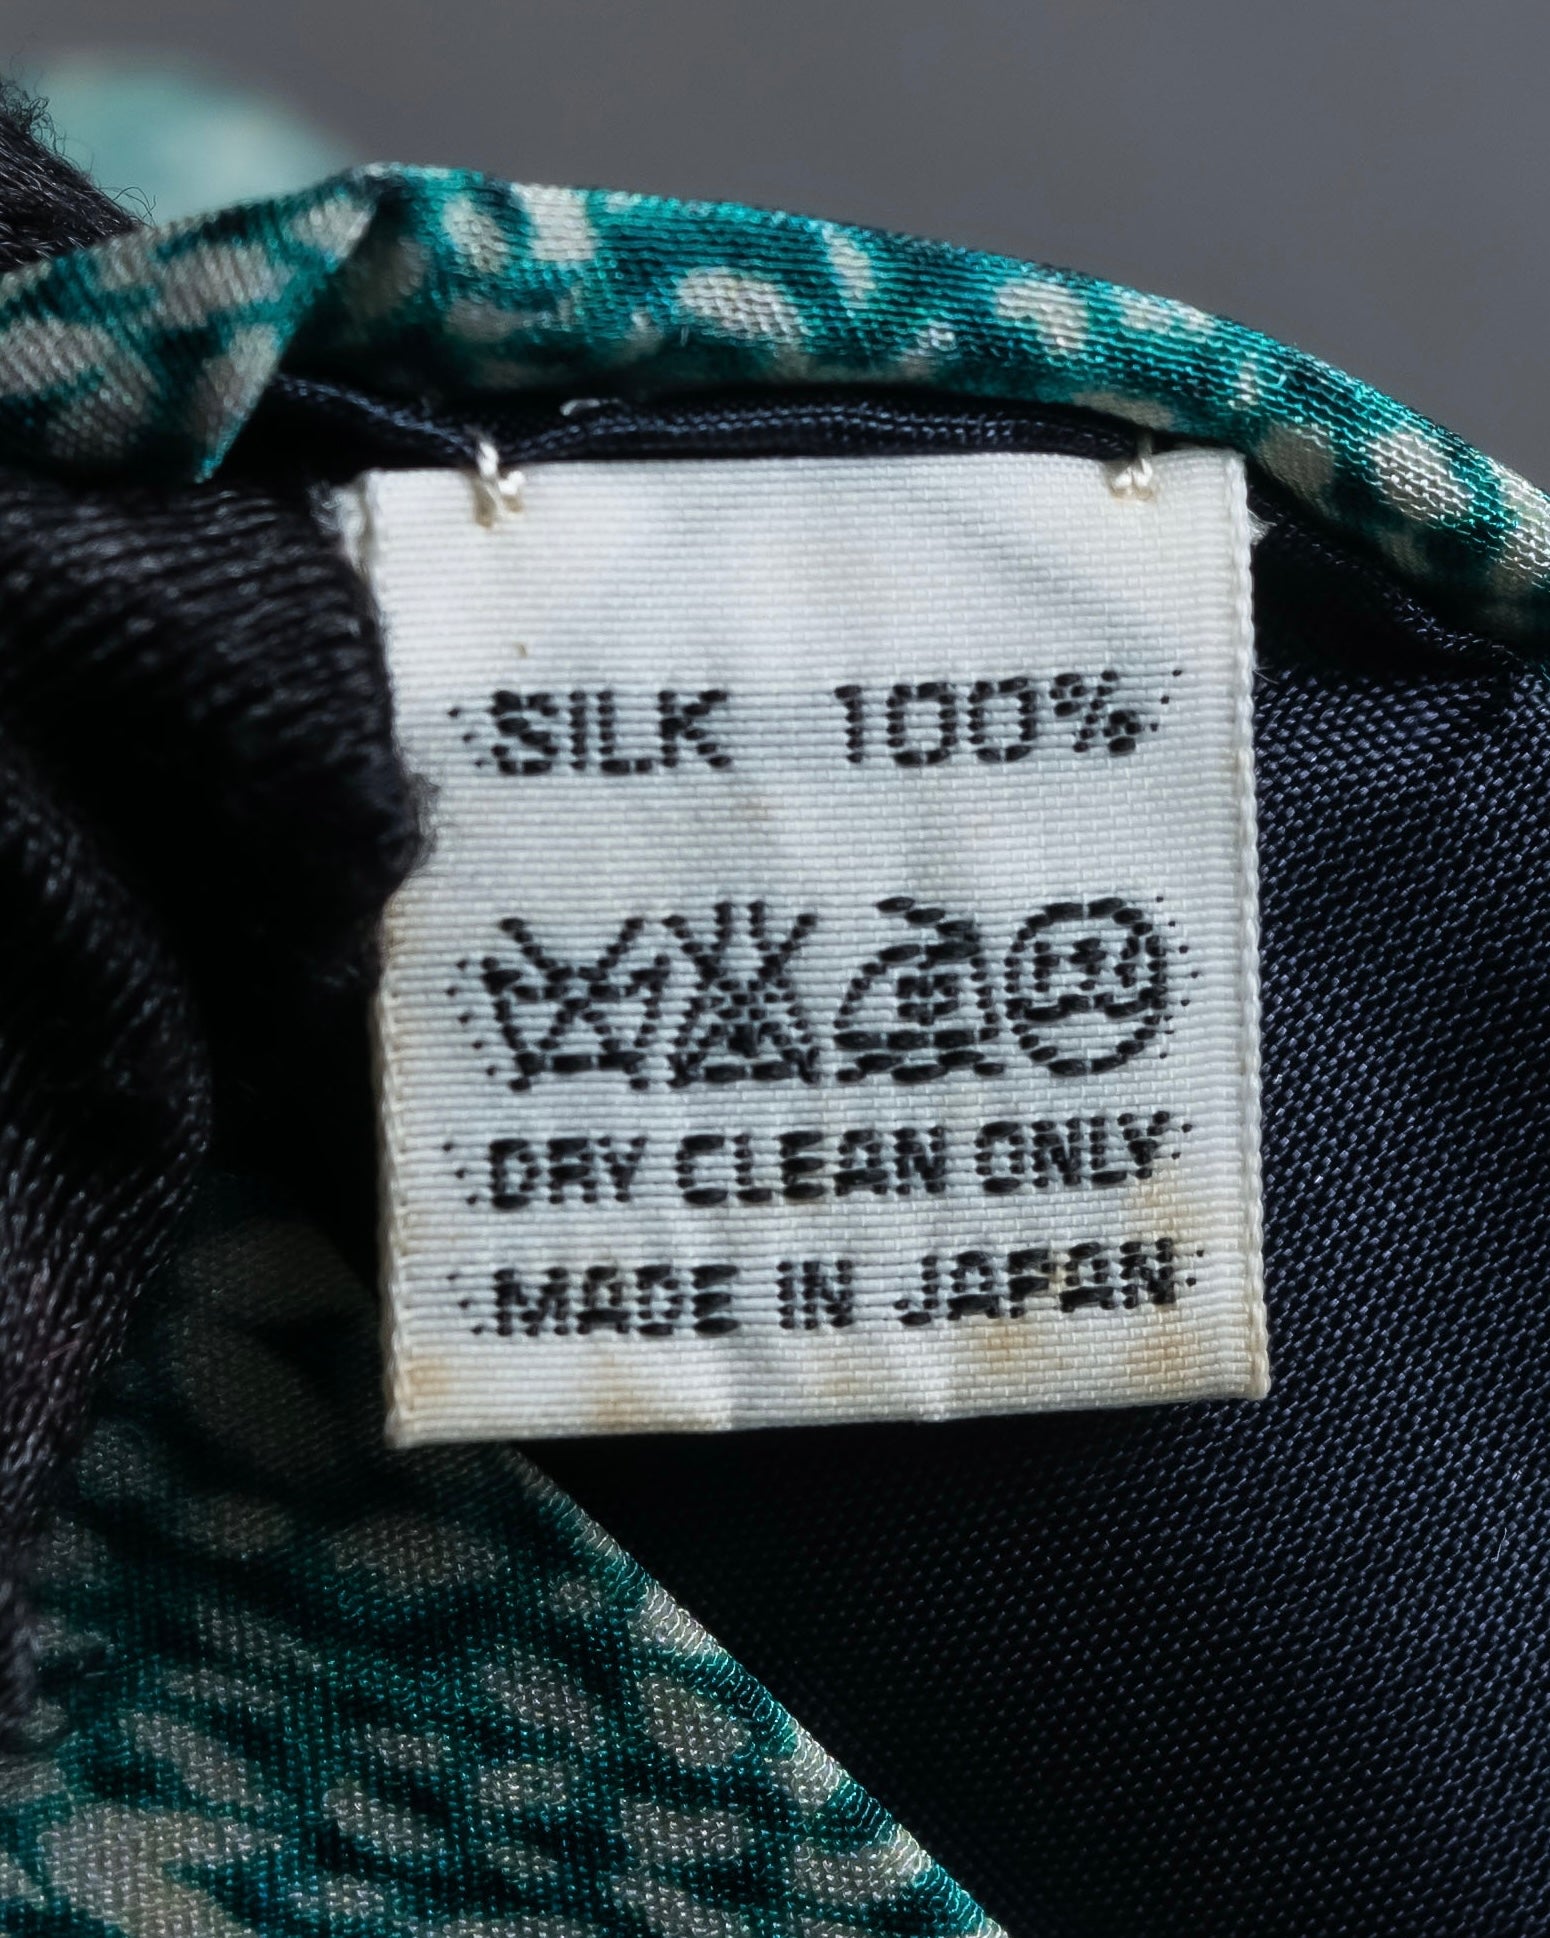 SILK 100%
DRY CLEAN ONLY
MADE IN JAPAN